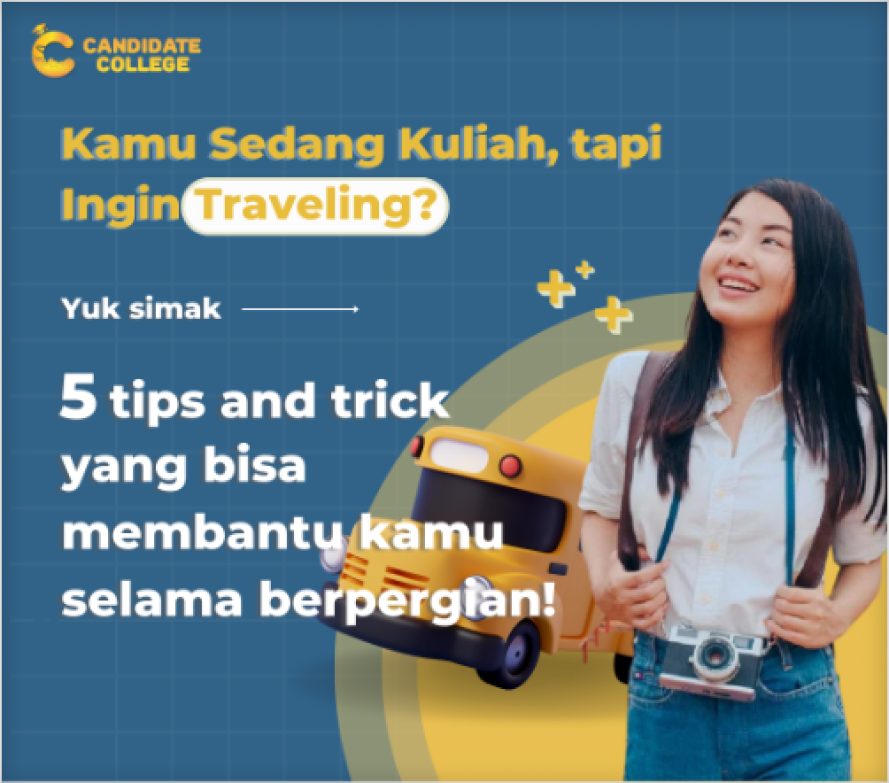 CANDIDATE
COLLEGE
Kamu Sedang Kuliah, tapi
Ingin Traveling?
Yuk simak
5 tips and trick
yang bisa
membantu kamu
selama berpergian!